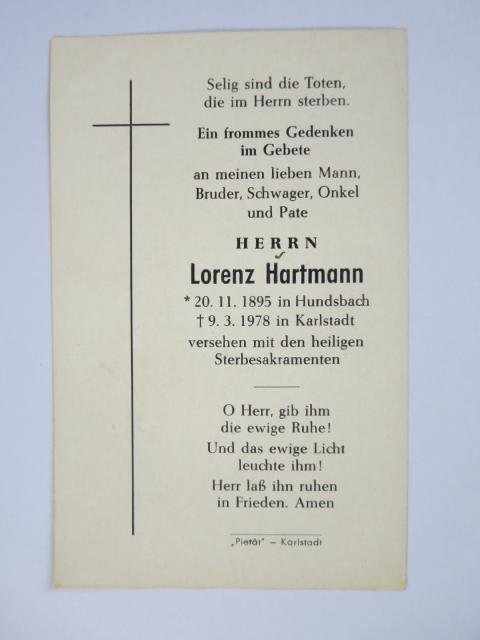 Selig sind die Toten,
die im Herrn sterben.
Ein frommes Gedenken
im Gebete
an meinen lieben Mann,
Bruder, Schwager, Onkel
und Pate
HERRN
Lorenz Hartmann
* 20. 11. 1895 in Hundsbach
† 9. 3. 1978 in Karlstadt
versehen mit den heiligen
Sterbesakramenten
O Herr, gib ihm
die ewige Ruhe!
Und das ewige Licht
leuchte ihm!
Herr laß ihn ruhen
in Frieden. Amen
„Pietät" – Karlstadt